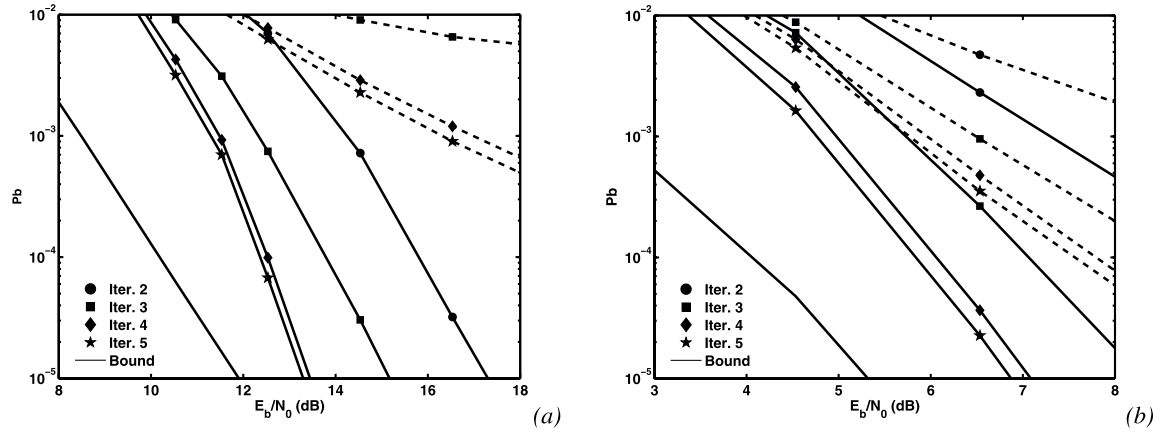 10^-2
10^-3
10^-4
10^-5
Pb
Iter. 2
Iter. 3
Iter. 4
Iter. 5
Bound
8 10 12 14 16 18
E_b/N_0 (dB)
(a)
10^-2
10^-3
10^-4
10^-5
Pb
Iter. 2
Iter. 3
Iter. 4
Iter. 5
Bound
3 4 5 6 7 8
E_b/N_0 (dB)
(b)